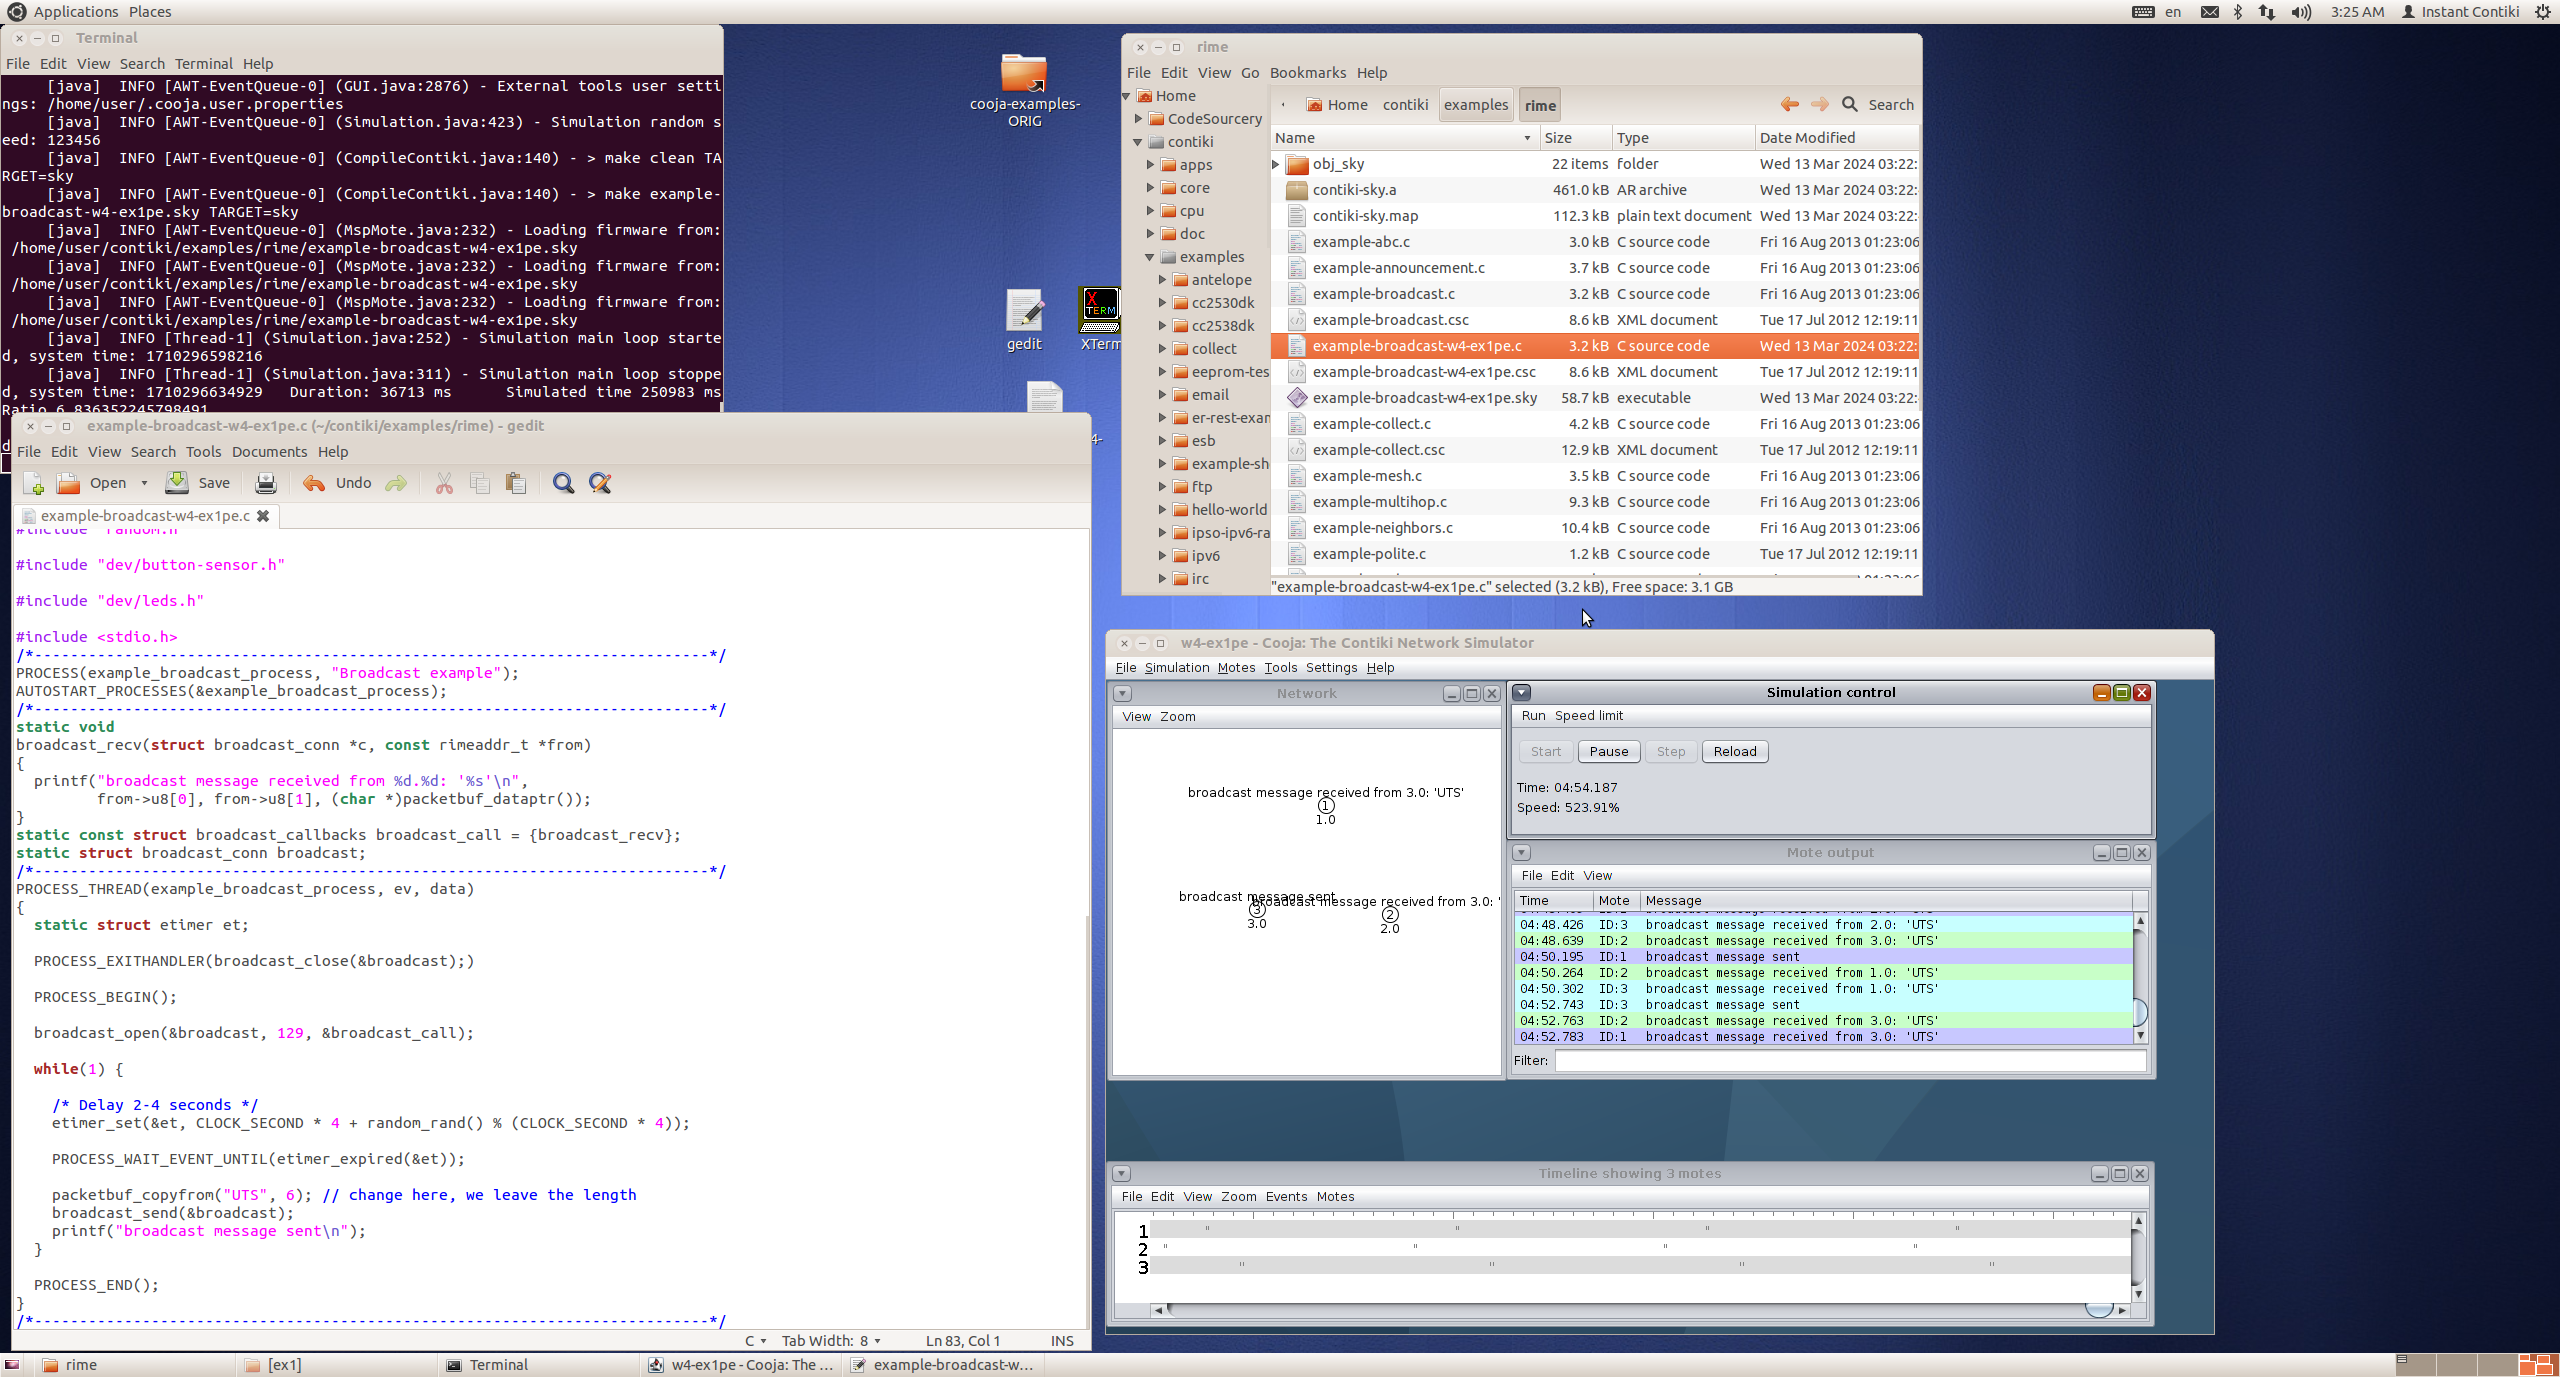 Applications Places
en
3:25 AM
Instant Contiki
Terminal
File Edit View Search Terminal Help
[java] INFO [AWT-EventQueue-0] (GUI.java:2876) - External tools user setti
ngs: /home/user/.cooja.user.properties
[java] INFO [AWT-EventQueue-0] (Simulation.java:423) - Simulation random s
eed: 123456
[java] INFO [AWT-EventQueue-0] (CompileContiki.java:140) - > make clean TA
RGET=sky
[java] INFO [AWT-EventQueue-0] (CompileContiki.java:140) - > make example-
broadcast-w4-ex1pe.sky TARGET=sky
[java] INFO [AWT-EventQueue-0] (MspMote.java:232) - Loading firmware from:
/home/user/contiki/examples/rime/example-broadcast-w4-ex1pe.sky
[java] INFO [AWT-EventQueue-0] (MspMote.java:232) - Loading firmware from:
/home/user/contiki/examples/rime/example-broadcast-w4-ex1pe.sky
[java] INFO [AWT-EventQueue-0] (MspMote.java:232) - Loading firmware from:
/home/user/contiki/examples/rime/example-broadcast-w4-ex1pe.sky
[java] INFO [Thread-1] (Simulation.java:252) - Simulation main loop starte
d, system time: 1710296598216
[java] INFO [Thread-1] (Simulation.java:311) - Simulation main loop stoppe
d, system time: 1710296634929 Duration: 36713 ms Simulated time 250983 ms
Ratio 6.836352245798491
cooja-examples-
ORIG
gedit
XTerm
4-
rime
File Edit View Go Bookmarks Help
Home contiki examples rime Search
Home
CodeSourcery
contiki
apps
core
cpu
doc
examples
antelope
cc2530dk
cc2538dk
collect
eeprom-tes
email
er-rest-exan
esb
example-sh
ftp
hello-world
ipso-ipv6-ra
ipv6
irc
Name Size Type Date Modified
obj_sky 22 items folder Wed 13 Mar 2024 03:22:
contiki-sky.a 461.0 kB AR archive Wed 13 Mar 2024 03:22:
contiki-sky.map 112.3 kB plain text document Wed 13 Mar 2024 03:22:
example-abc.c 3.0 kB C source code Fri 16 Aug 2013 01:23:06
example-announcement.c 3.7 kB C source code Fri 16 Aug 2013 01:23:06
example-broadcast.c 3.2 kB C source code Fri 16 Aug 2013 01:23:06
example-broadcast.csc 8.6 kB XML document Tue 17 Jul 2012 12:19:11
example-broadcast-w4-ex1pe.c 3.2 kB C source code Wed 13 Mar 2024 03:22:
example-broadcast-w4-ex1pe.csc 8.6 kB XML document Tue 17 Jul 2012 12:19:11
example-broadcast-w4-ex1pe.sky 58.7 kB executable Wed 13 Mar 2024 03:22:
example-collect.c 4.2 kB C source code Fri 16 Aug 2013 01:23:06
example-collect.csc 12.9 kB XML document Tue 17 Jul 2012 12:19:11
example-mesh.c 3.5 kB C source code Fri 16 Aug 2013 01:23:06
example-multihop.c 9.3 kB C source code Fri 16 Aug 2013 01:23:06
example-neighbors.c 10.4 kB C source code Fri 16 Aug 2013 01:23:06
example-polite.c 1.2 kB C source code Tue 17 Jul 2012 12:19:11
"example-broadcast-w4-ex1pe.c" selected (3.2 kB), Free space: 3.1 GB
example-broadcast-w4-ex1pe.c (~/contiki/examples/rime) - gedit
File Edit View Search Tools Documents Help
Open Save Undo
example-broadcast-w4-ex1pe.c
#include "random.h"
#include "dev/button-sensor.h"
#include "dev/leds.h"
#include <stdio.h>
/*---------------------------------------------------------------------------*/
PROCESS(example_broadcast_process, "Broadcast example");
AUTOSTART_PROCESSES(&example_broadcast_process);
/*---------------------------------------------------------------------------*/
static void
broadcast_recv(struct broadcast_conn *c, const rimeaddr_t *from)
{
printf("broadcast message received from %d.%d: '%s'\n",
from->u8[0], from->u8[1], (char *)packetbuf_dataptr());
}
static const struct broadcast_callbacks broadcast_call = {broadcast_recv};
static struct broadcast_conn broadcast;
/*---------------------------------------------------------------------------*/
PROCESS_THREAD(example_broadcast_process, ev, data)
{
static struct etimer et;
PROCESS_EXITHANDLER(broadcast_close(&broadcast);)
PROCESS_BEGIN();
broadcast_open(&broadcast, 129, &broadcast_call);
while(1) {
/* Delay 2-4 seconds */
etimer_set(&et, CLOCK_SECOND * 4 + random_rand() % (CLOCK_SECOND * 4));
PROCESS_WAIT_EVENT_UNTIL(etimer_expired(&et));
packetbuf_copyfrom("UTS", 6); // change here, we leave the length
broadcast_send(&broadcast);
printf("broadcast message sent\n");
}
PROCESS_END();
}
/*---------------------------------------------------------------------------*/
C Tab Width: 8 Ln 83, Col 1 INS
w4-ex1pe - Cooja: The Contiki Network Simulator
File Simulation Motes Tools Settings Help
Network
View Zoom
broadcast message received from 3.0: 'UTS'
1
1.0
broadcast message sent
broadcast message received from 3.0: '
3
2
3.0
2.0
Simulation control
Run Speed limit
Start Pause Step Reload
Time: 04:54.187
Speed: 523.91%
Mote output
File Edit View
Time Mote Message
04:48.426 ID:3 broadcast message received from 2.0: 'UTS'
04:48.639 ID:2 broadcast message received from 3.0: 'UTS'
04:50.195 ID:1 broadcast message sent
04:50.264 ID:2 broadcast message received from 1.0: 'UTS'
04:50.302 ID:3 broadcast message received from 1.0: 'UTS'
04:52.743 ID:3 broadcast message sent
04:52.763 ID:2 broadcast message received from 3.0: 'UTS'
04:52.783 ID:1 broadcast message received from 3.0: 'UTS'
Filter:
Timeline showing 3 motes
File Edit View Zoom Events Motes
1
2
3
rime
[ex1]
Terminal
w4-ex1pe - Cooja: The ...
example-broadcast-w...